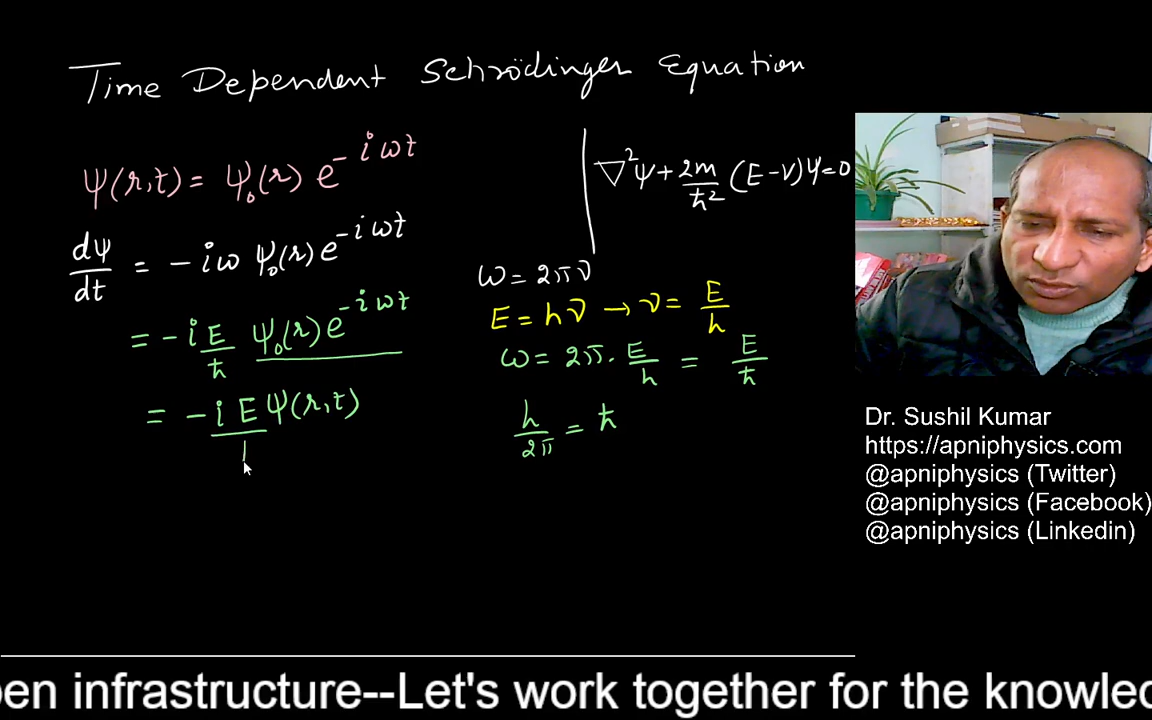 Time Dependent Schrödinger Equation
ψ(r,t) = ψ₀(r) e^{-iωt}
∇²ψ + 2m/ħ² (E-V)ψ=0
dψ/dt = -iω ψ₀(r) e^{-iωt}
ω = 2πν
E = hν → ν = E/h
= -i E/ħ ψ₀(r) e^{-iωt}
ω = 2π · E/h = E/ħ
= -iE ψ(r,t)
h/2π = ħ
Dr. Sushil Kumar
https://apniphysics.com
@apniphysics (Twitter)
@apniphysics (Facebook)
@apniphysics (Linkedin)
infrastructure--Let's work together for the